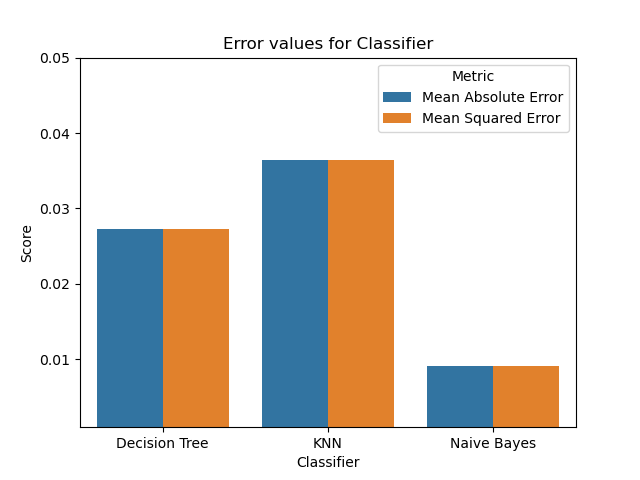 Error values for Classifier
Metric
Mean Absolute Error
Mean Squared Error
Score
0.05
0.04
0.03
0.02
0.01
Decision Tree
KNN
Naive Bayes
Classifier